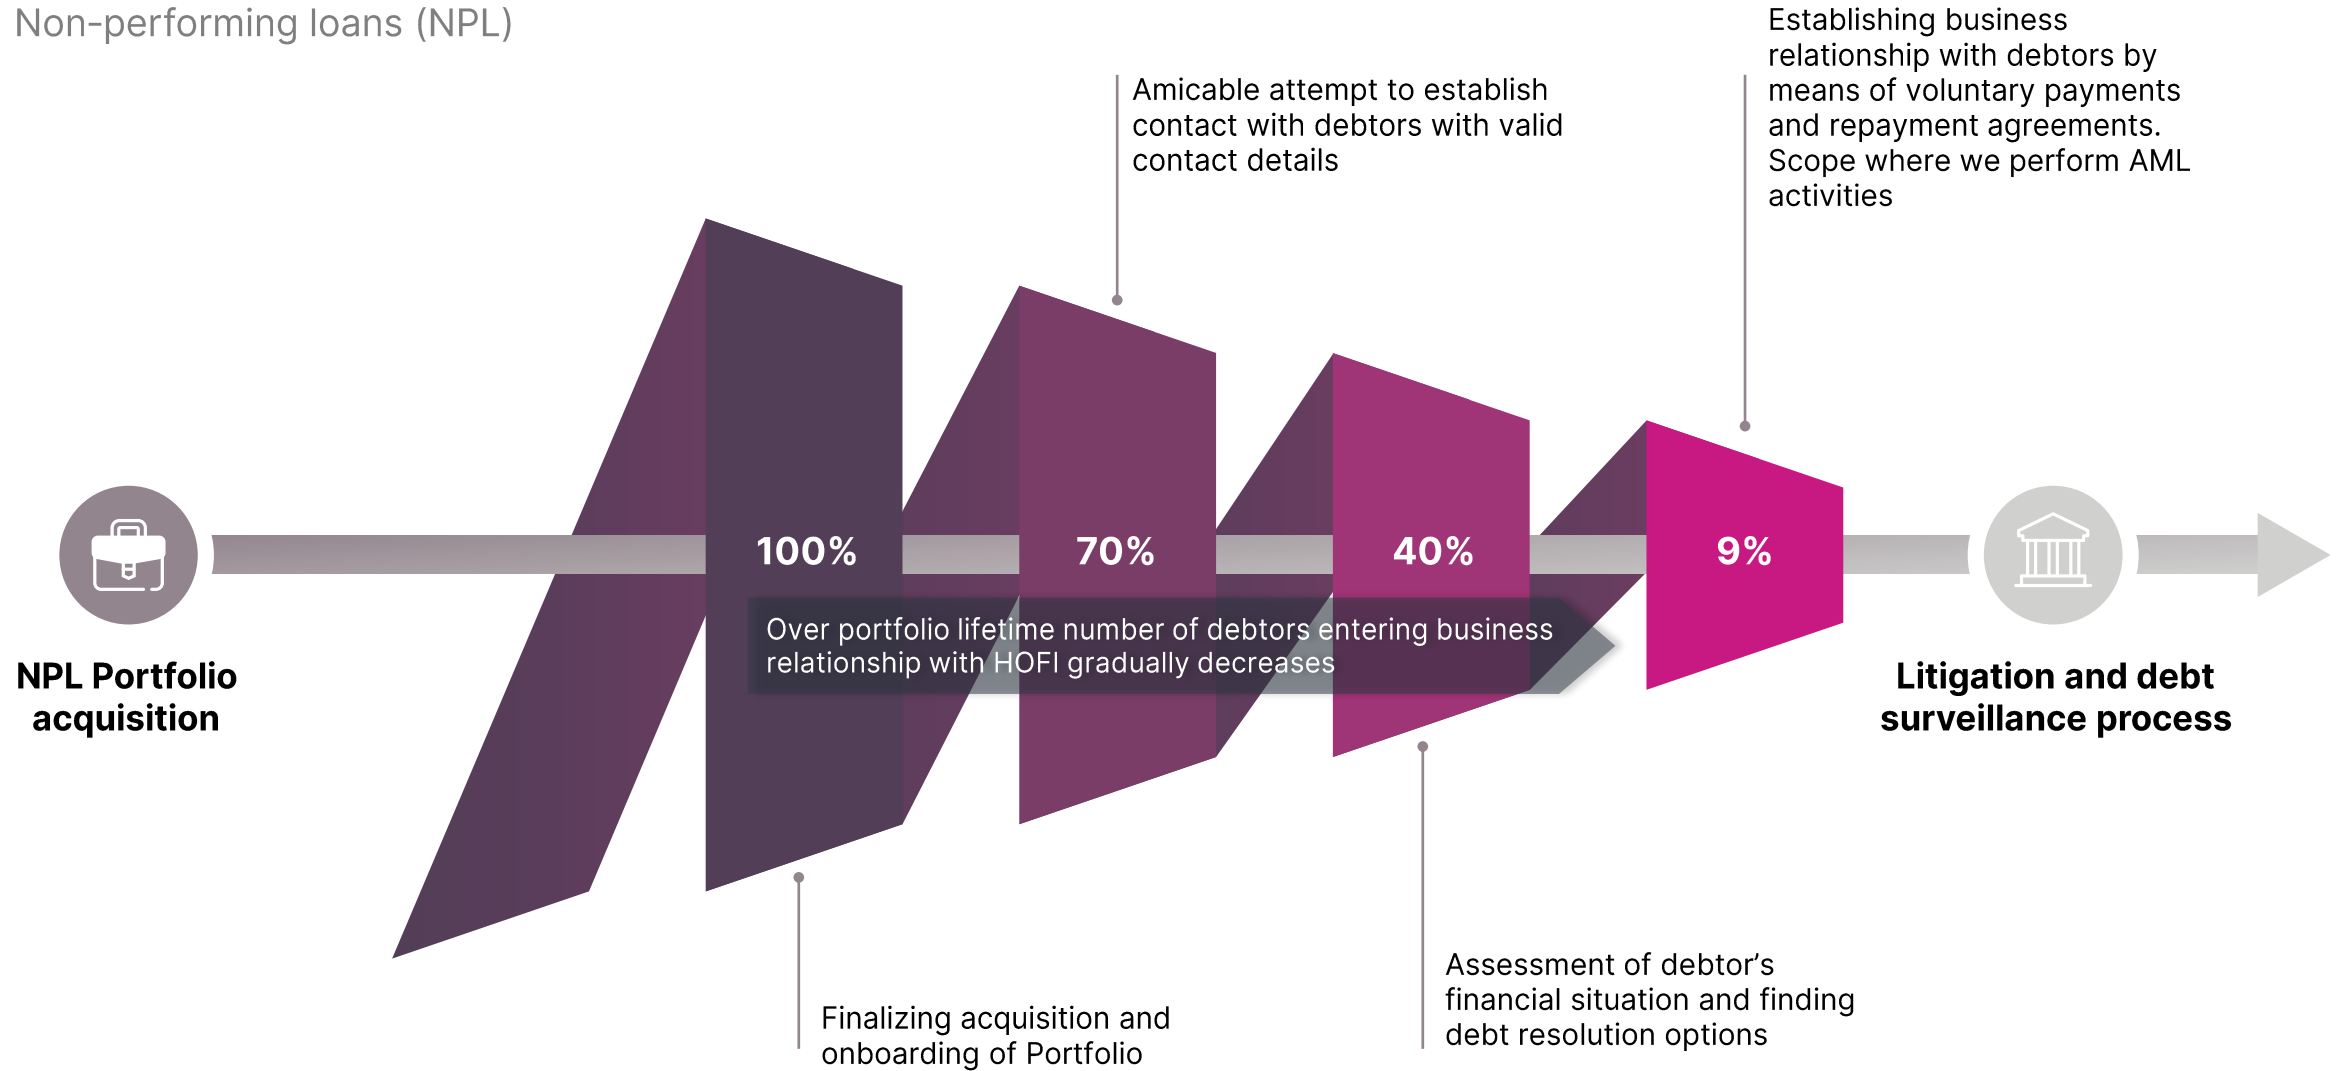 Non-performing loans (NPL)
Establishing business
relationship with debtors by
means of voluntary payments
and repayment agreements.
Scope where we perform AML
activities
Amicable attempt to establish
contact with debtors with valid
contact details
100%
70%
40%
9%
Over portfolio lifetime number of debtors entering business
relationship with HOFI gradually decreases
NPL Portfolio
acquisition
Litigation and debt
surveillance process
Finalizing acquisition and
onboarding of Portfolio
Assessment of debtor’s
financial situation and finding
debt resolution options